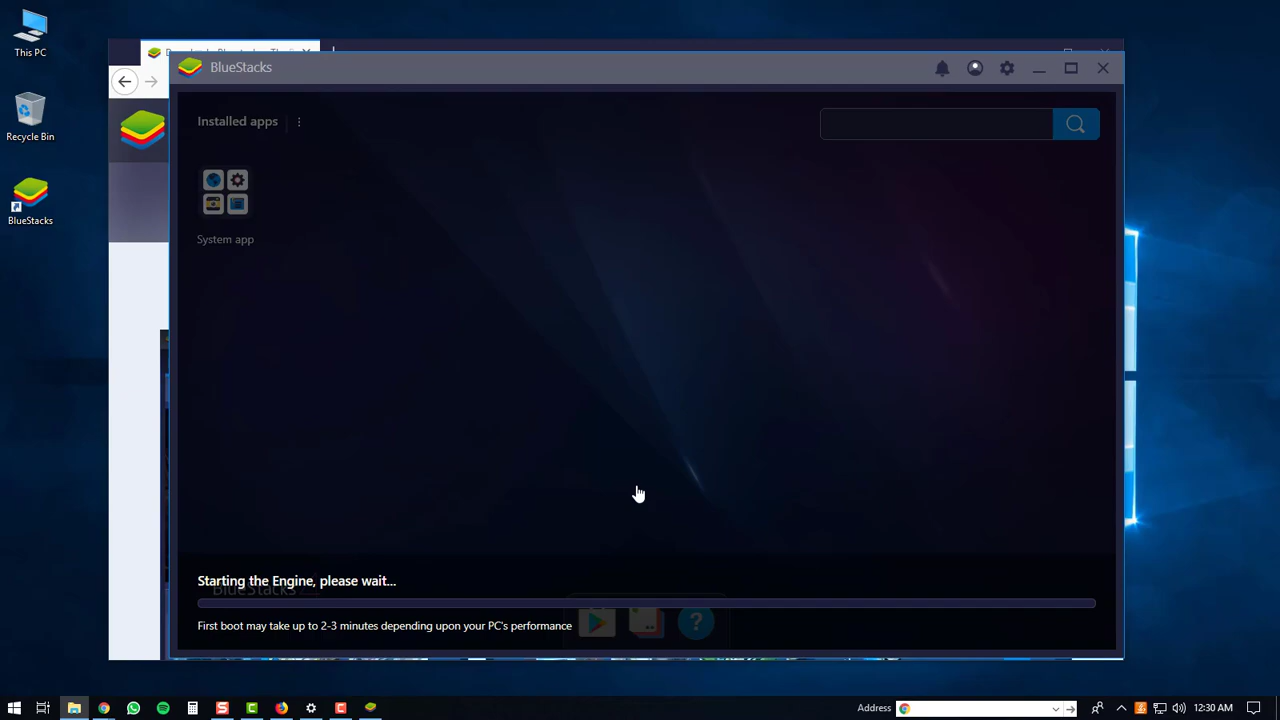 This PC
Recycle Bin
BlueStacks
BlueStacks
Installed apps
System app
Starting the Engine, please wait...
BlueStacks
First boot may take up to 2-3 minutes depending upon your PC's performance
?
Address
12:30 AM